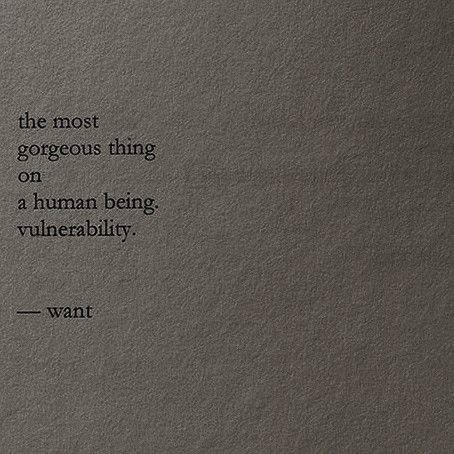 the most
gorgeous thing
on
a human being.
vulnerability.
— want